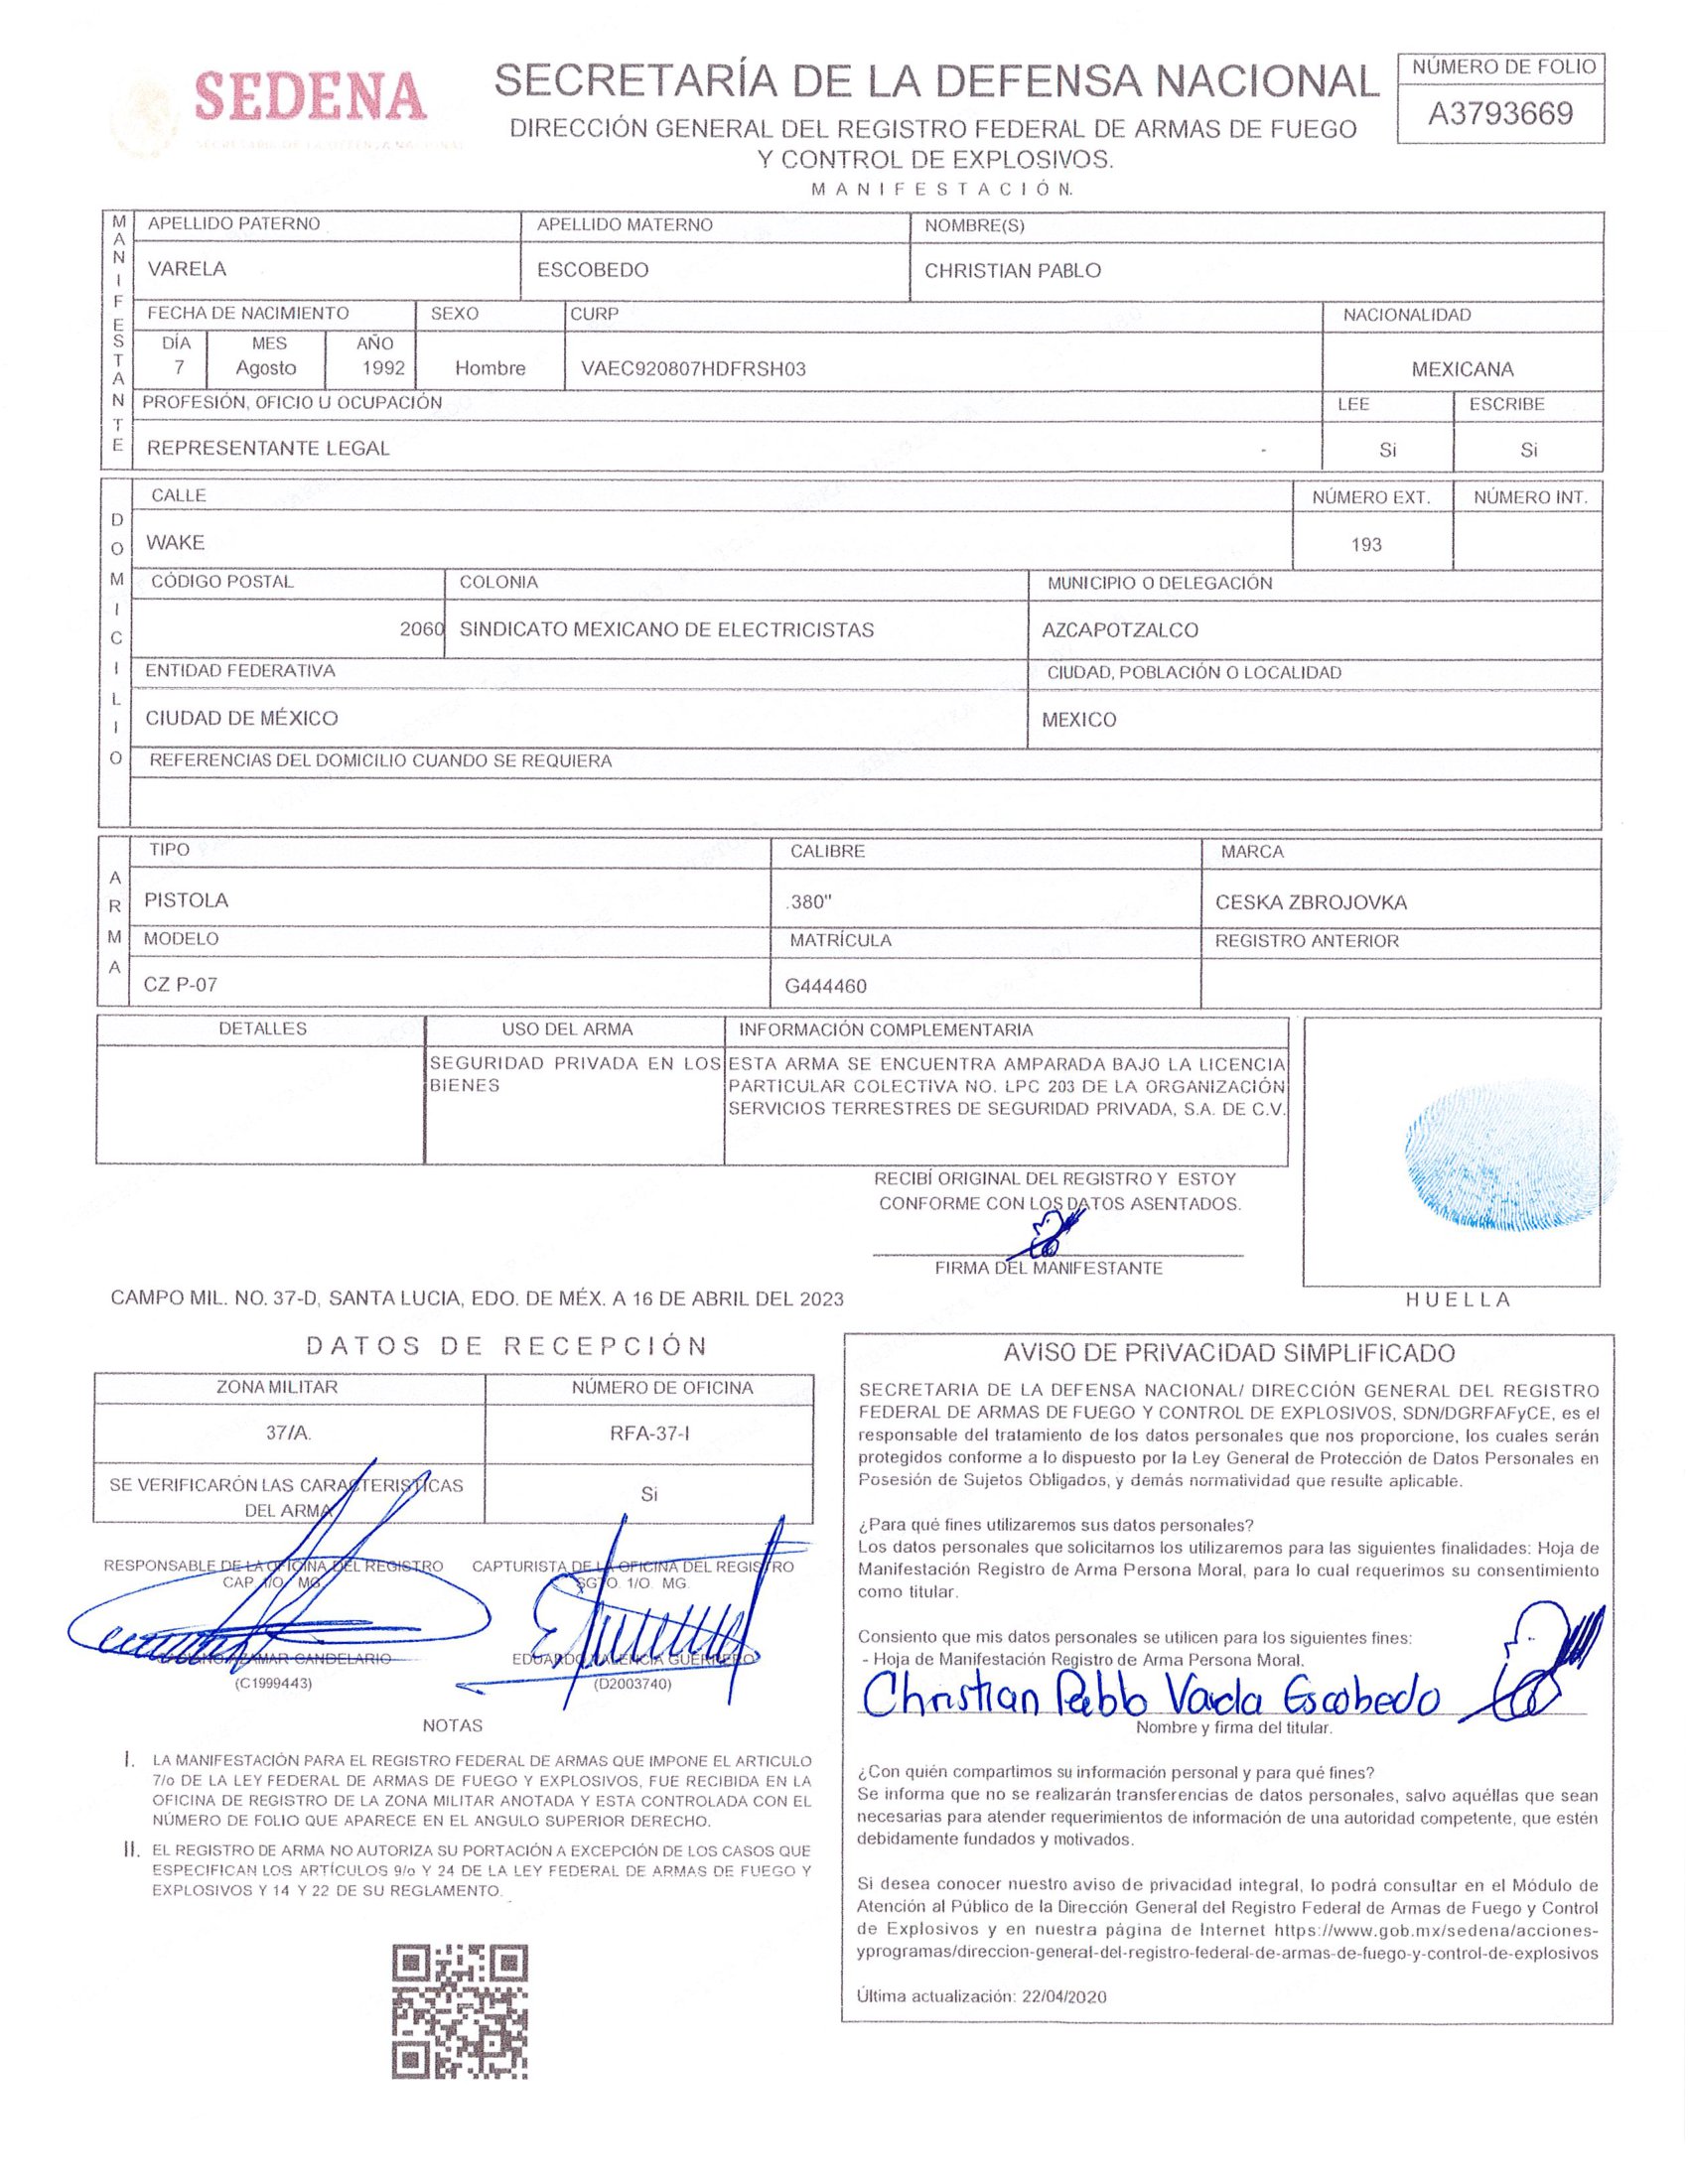 SEDENA
SECRETARÍA DE LA DEFENSA NACIONAL
SECRETARÍA DE LA DEFENSA NACIONAL
DIRECCIÓN GENERAL DEL REGISTRO FEDERAL DE ARMAS DE FUEGO
Y CONTROL DE EXPLOSIVOS.
MANIFESTACIÓN.
NÚMERO DE FOLIO
A3793669
MANIFESTANTE
APELLIDO PATERNO APELLIDO MATERNO NOMBRE(S)
VARELA ESCOBEDO CHRISTIAN PABLO
FECHA DE NACIMIENTO SEXO CURP NACIONALIDAD
DÍA MES AÑO
7 Agosto 1992 Hombre VAEC920807HDFRSH03 MEXICANA
PROFESIÓN, OFICIO U OCUPACIÓN LEE ESCRIBE
REPRESENTANTE LEGAL - Si Si
DOMICILIO
CALLE NÚMERO EXT. NÚMERO INT.
WAKE 193
CÓDIGO POSTAL COLONIA MUNICIPIO O DELEGACIÓN
2060 SINDICATO MEXICANO DE ELECTRICISTAS AZCAPOTZALCO
ENTIDAD FEDERATIVA CIUDAD, POBLACIÓN O LOCALIDAD
CIUDAD DE MÉXICO MEXICO
REFERENCIAS DEL DOMICILIO CUANDO SE REQUIERA
ARMA
TIPO CALIBRE MARCA
PISTOLA .380" CESKA ZBROJOVKA
MODELO MATRÍCULA REGISTRO ANTERIOR
CZ P-07 G444460
DETALLES USO DEL ARMA INFORMACIÓN COMPLEMENTARIA
SEGURIDAD PRIVADA EN LOS
BIENES
ESTA ARMA SE ENCUENTRA AMPARADA BAJO LA LICENCIA
PARTICULAR COLECTIVA NO. LPC 203 DE LA ORGANIZACIÓN
SERVICIOS TERRESTRES DE SEGURIDAD PRIVADA, S.A. DE C.V.
RECIBÍ ORIGINAL DEL REGISTRO Y ESTOY
CONFORME CON LOS DATOS ASENTADOS.
FIRMA DEL MANIFESTANTE
HUELLA
CAMPO MIL. NO. 37-D, SANTA LUCIA, EDO. DE MÉX. A 16 DE ABRIL DEL 2023
DATOS DE RECEPCIÓN
ZONA MILITAR NÚMERO DE OFICINA
37/A. RFA-37-I
SE VERIFICARÓN LAS CARACTERISTICAS
DEL ARMA
Si
RESPONSABLE DE LA OFICINA DEL REGISTRO
CAP. 1/O. MG.
AZAMAR CANDELARIO
(C1999443)
CAPTURISTA DE LA OFICINA DEL REGISTRO
SGTO. 1/O. MG.
EDUARDO VALENCIA GUERRERO
(D2003740)
NOTAS
I. LA MANIFESTACIÓN PARA EL REGISTRO FEDERAL DE ARMAS QUE IMPONE EL ARTICULO
7/o DE LA LEY FEDERAL DE ARMAS DE FUEGO Y EXPLOSIVOS, FUE RECIBIDA EN LA
OFICINA DE REGISTRO DE LA ZONA MILITAR ANOTADA Y ESTA CONTROLADA CON EL
NÚMERO DE FOLIO QUE APARECE EN EL ANGULO SUPERIOR DERECHO.
II. EL REGISTRO DE ARMA NO AUTORIZA SU PORTACIÓN A EXCEPCIÓN DE LOS CASOS QUE
ESPECIFICAN LOS ARTÍCULOS 9/o Y 24 DE LA LEY FEDERAL DE ARMAS DE FUEGO Y
EXPLOSIVOS Y 14 Y 22 DE SU REGLAMENTO.
AVISO DE PRIVACIDAD SIMPLIFICADO
SECRETARIA DE LA DEFENSA NACIONAL/ DIRECCIÓN GENERAL DEL REGISTRO
FEDERAL DE ARMAS DE FUEGO Y CONTROL DE EXPLOSIVOS, SDN/DGRFAFyCE, es el
responsable del tratamiento de los datos personales que nos proporcione, los cuales serán
protegidos conforme a lo dispuesto por la Ley General de Protección de Datos Personales en
Posesión de Sujetos Obligados, y demás normatividad que resulte aplicable.
¿Para qué fines utilizaremos sus datos personales?
Los datos personales que solicitamos los utilizaremos para las siguientes finalidades: Hoja de
Manifestación Registro de Arma Persona Moral, para lo cual requerimos su consentimiento
como titular.
Consiento que mis datos personales se utilicen para los siguientes fines:
- Hoja de Manifestación Registro de Arma Persona Moral.
Christian Pablo Varela Escobedo
Nombre y firma del titular.
¿Con quién compartimos su información personal y para qué fines?
Se informa que no se realizarán transferencias de datos personales, salvo aquéllas que sean
necesarias para atender requerimientos de información de una autoridad competente, que estén
debidamente fundados y motivados.
Si desea conocer nuestro aviso de privacidad integral, lo podrá consultar en el Módulo de
Atención al Público de la Dirección General del Registro Federal de Armas de Fuego y Control
de Explosivos y en nuestra página de Internet https://www.gob.mx/sedena/acciones-
yprogramas/direccion-general-del-registro-federal-de-armas-de-fuego-y-control-de-explosivos
Última actualización: 22/04/2020